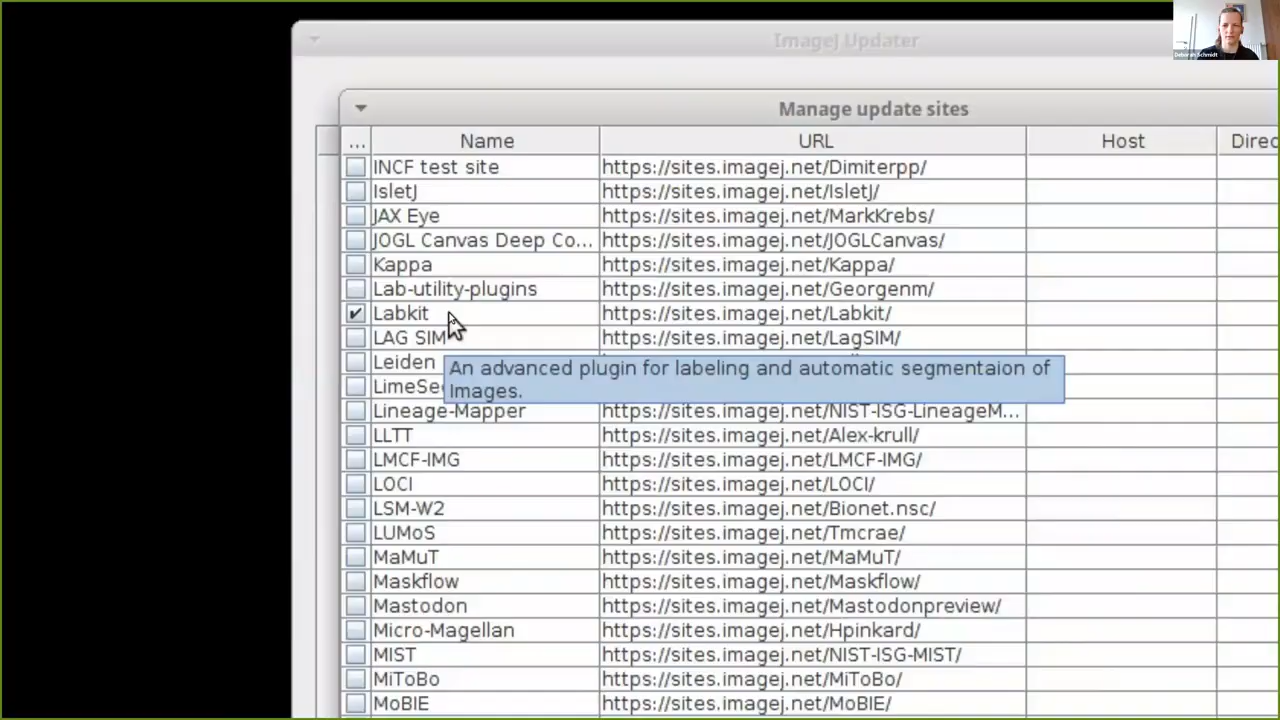 ImageJ Updater
Deborah Schmidt
Manage update sites
... Name URL Host Direc
INCF test site https://sites.imagej.net/Dimiterpp/
IsletJ https://sites.imagej.net/IsletJ/
JAX Eye https://sites.imagej.net/MarkKrebs/
JOGL Canvas Deep Co... https://sites.imagej.net/JOGLCanvas/
Kappa https://sites.imagej.net/Kappa/
Lab-utility-plugins https://sites.imagej.net/Georgenm/
Labkit https://sites.imagej.net/Labkit/
LAG SIM https://sites.imagej.net/LagSIM/
Leiden
An advanced plugin for labeling and automatic segmentaion of
Images.
LimeSe
Lineage-Mapper https://sites.imagej.net/NIST-ISG-LineageM...
LLTT https://sites.imagej.net/Alex-krull/
LMCF-IMG https://sites.imagej.net/LMCF-IMG/
LOCI https://sites.imagej.net/LOCI/
LSM-W2 https://sites.imagej.net/Bionet.nsc/
LUMoS https://sites.imagej.net/Tmcrae/
MaMuT https://sites.imagej.net/MaMuT/
Maskflow https://sites.imagej.net/Maskflow/
Mastodon https://sites.imagej.net/Mastodonpreview/
Micro-Magellan https://sites.imagej.net/Hpinkard/
MIST https://sites.imagej.net/NIST-ISG-MIST/
MiToBo https://sites.imagej.net/MiToBo/
MoBIE https://sites.imagej.net/MoBIE/